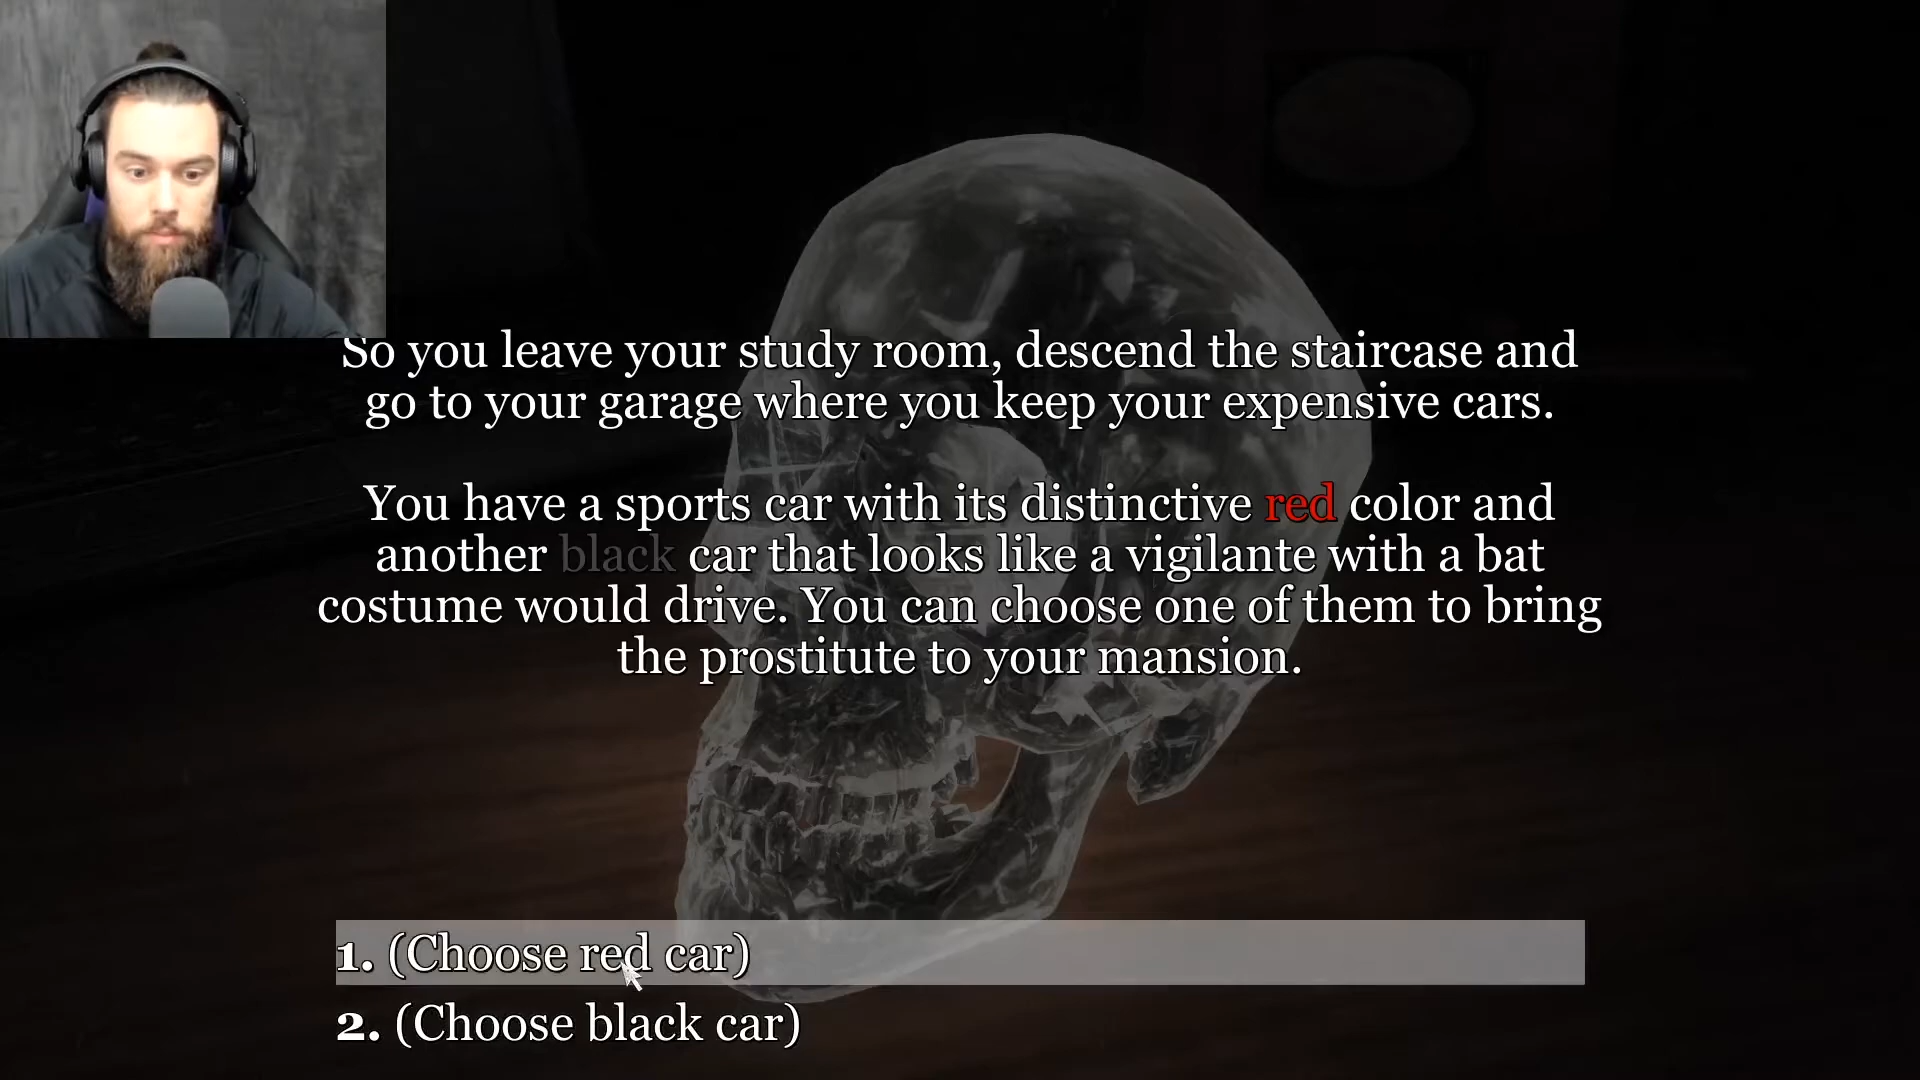 So you leave your study room, descend the staircase and
go to your garage where you keep your expensive cars.
You have a sports car with its distinctive red color and
another black car that looks like a vigilante with a bat
costume would drive. You can choose one of them to bring
the prostitute to your mansion.
1. (Choose red car)
2. (Choose black car)